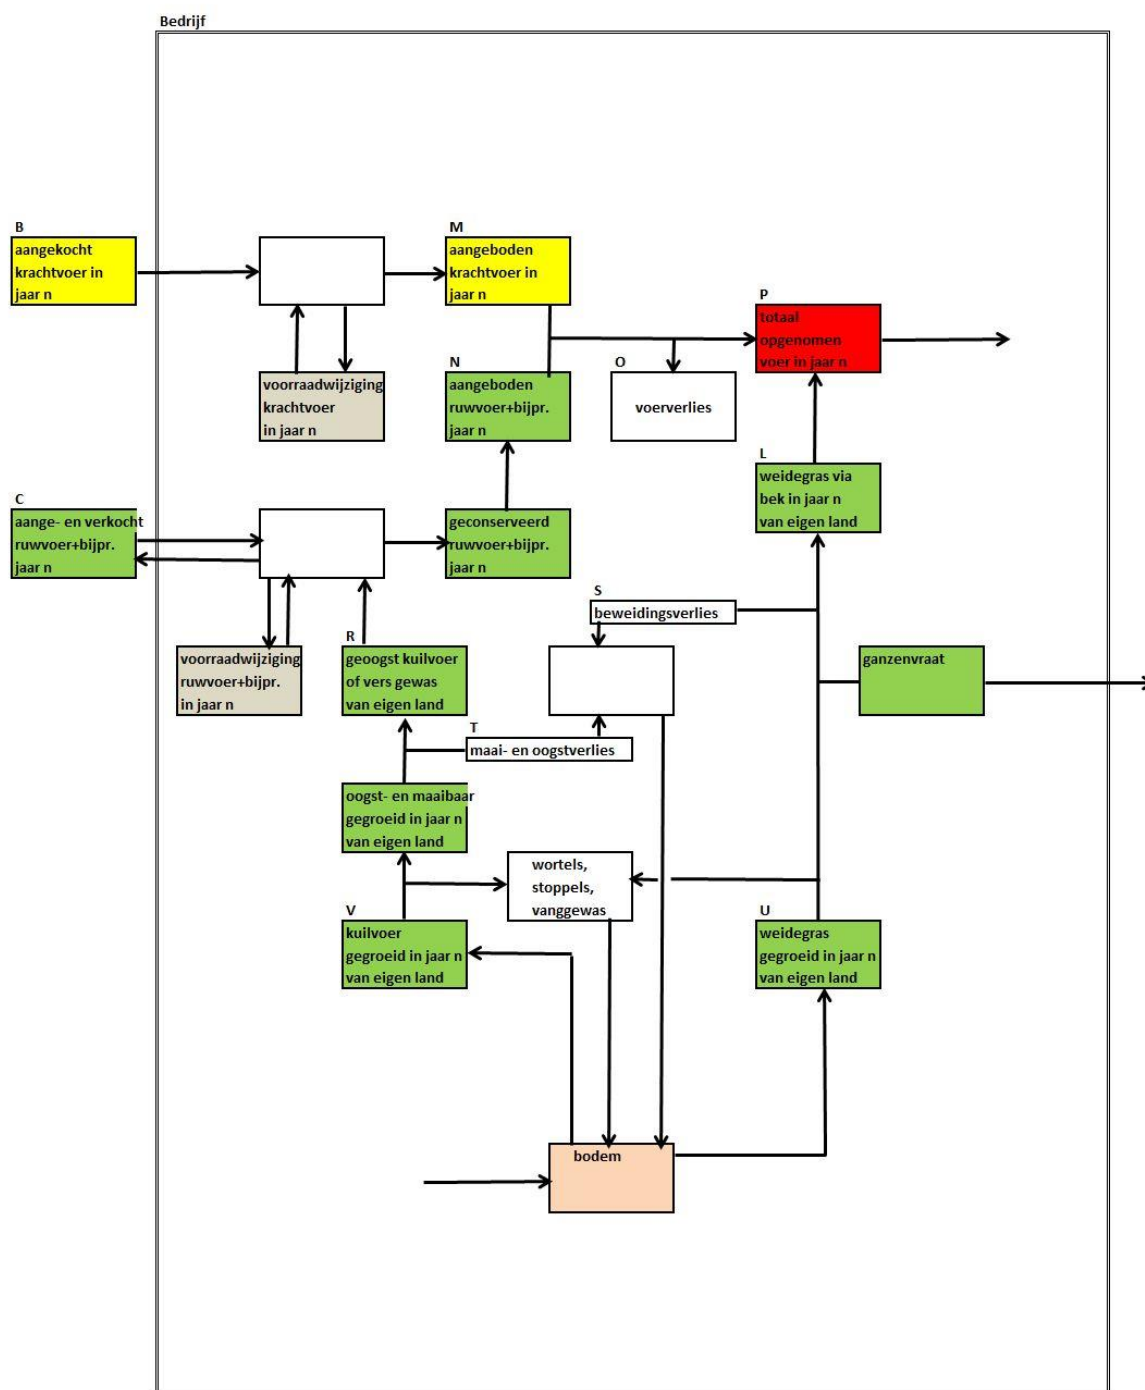 Bedrijf
B
aangekocht
krachtvoer in
jaar n
M
aangeboden
krachtvoer in
jaar n
P
totaal
opgenomen
voer in jaar n
voorraadwijziging
krachtvoer
in jaar n
N
aangeboden
ruwvoer+bijpr.
jaar n
O
voerverlies
L
weidegras via
bek in jaar n
van eigen land
C
aange- en verkocht
ruwvoer+bijpr.
jaar n
geconserveerd
ruwvoer+bijpr.
jaar n
S
beweidingsverlies
voorraadwijziging
ruwvoer+bijpr.
in jaar n
R
geoogst kuilvoer
of vers gewas
van eigen land
ganzenvraat
T
maai- en oogstverlies
oogst- en maaibaar
gegroeid in jaar n
van eigen land
wortels,
stoppels,
vanggewas
V
kuilvoer
gegroeid in jaar n
van eigen land
U
weidegras
gegroeid in jaar n
van eigen land
bodem